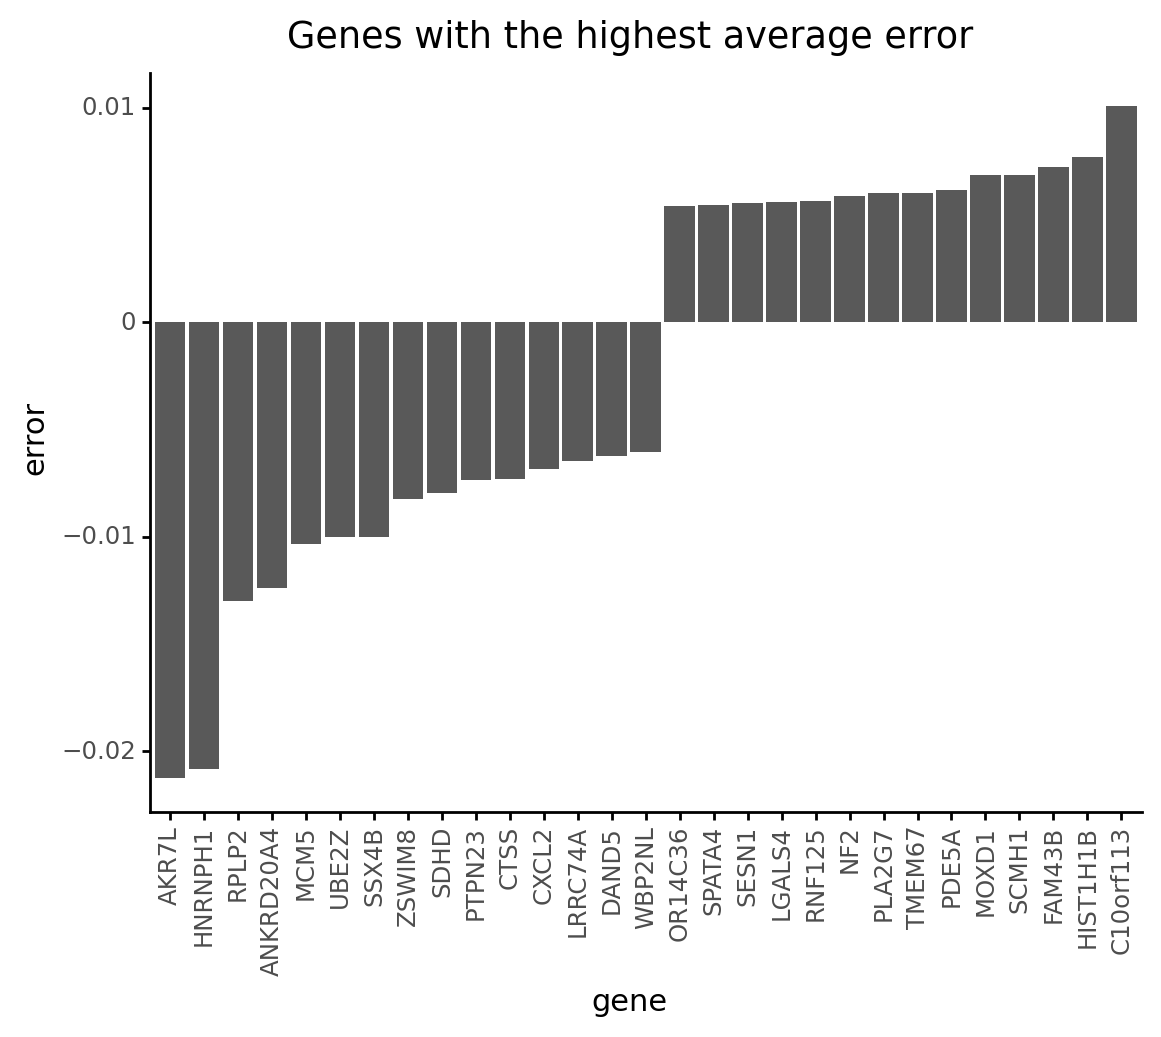 Genes with the highest average error
0.01
0
−0.01
−0.02
error
AKR7L
HNRNPH1
RPLP2
ANKRD20A4
MCM5
UBE2Z
SSX4B
ZSWIM8
SDHD
PTPN23
CTSS
CXCL2
LRRC74A
DAND5
WBP2NL
OR14C36
SPATA4
SESN1
LGALS4
RNF125
NF2
PLA2G7
TMEM67
PDE5A
MOXD1
SCMH1
FAM43B
HIST1H1B
C10orf113
gene